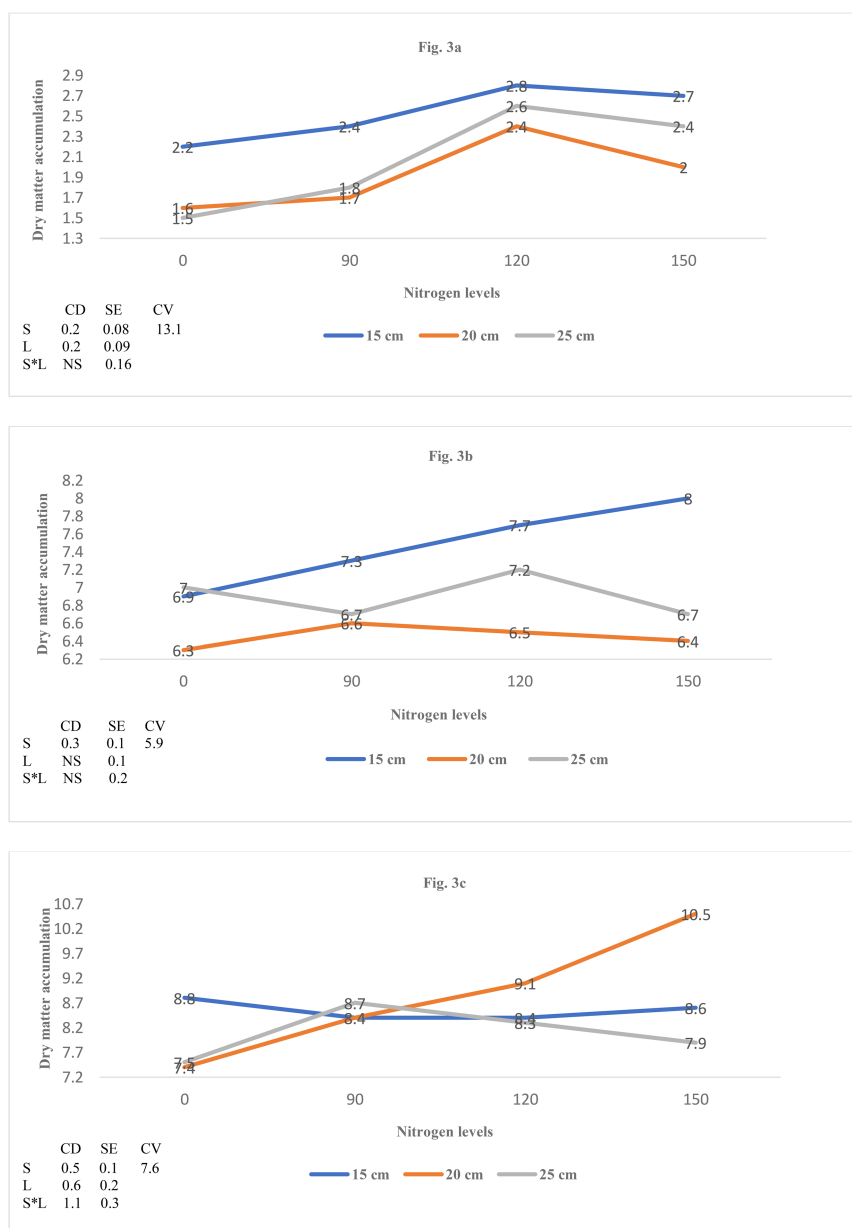 Fig. 3a
Dry matter accumulation
2.9
2.7
2.5
2.3
2.1
1.9
1.7
1.5
1.3
2.2 2.4 2.8 2.7
1.6 1.7 2.4 2
1.5 1.8 2.6 2.4
0 90 120 150
Nitrogen levels
CD SE CV
S 0.2 0.08 13.1
L 0.2 0.09
S*L NS 0.16
15 cm 20 cm 25 cm
Fig. 3b
Dry matter accumulation
8.2
8
7.8
7.6
7.4
7.2
7
6.8
6.6
6.4
6.2
6.9 7.3 7.7 8
6.3 6.6 6.5 6.4
7 6.7 7.2 6.7
0 90 120 150
Nitrogen levels
CD SE CV
S 0.3 0.1 5.9
L NS 0.1
S*L NS 0.2
15 cm 20 cm 25 cm
Fig. 3c
Dry matter accumulation
10.7
10.2
9.7
9.2
8.7
8.2
7.7
7.2
8.8 8.4 8.4 8.6
7.4 8.4 9.1 10.5
7.5 8.7 8.3 7.9
0 90 120 150
Nitrogen levels
CD SE CV
S 0.5 0.1 7.6
L 0.6 0.2
S*L 1.1 0.3
15 cm 20 cm 25 cm